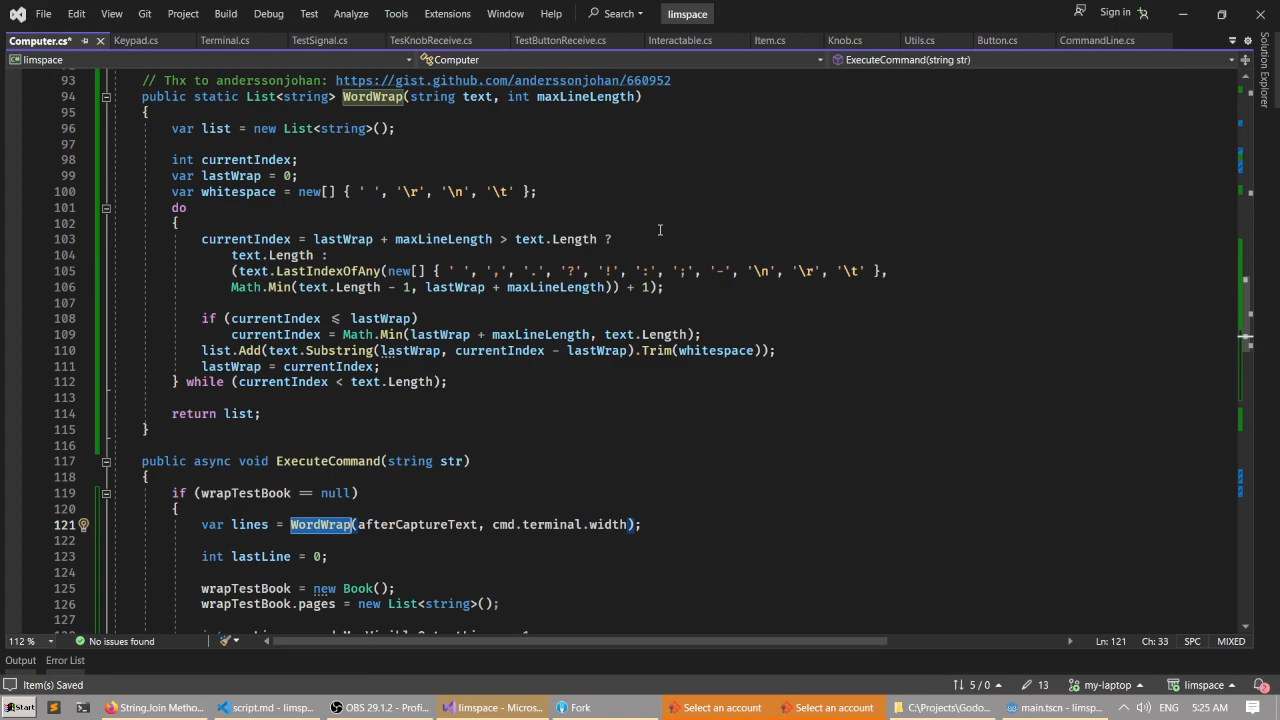 File Edit View Git Project Build Debug Test Analyze Tools Extensions Window Help Search limspace Sign in
Computer.cs* Keypad.cs Terminal.cs TestSignal.cs TesKnobReceive.cs TestButtonReceive.cs Interactable.cs Item.cs Knob.cs Utils.cs Button.cs CommandLine.cs
limspace Computer ExecuteCommand(string str)
Solution Explorer
93 // Thx to anderssonjohan: https://gist.github.com/anderssonjohan/660952
94 public static List<string> WordWrap(string text, int maxLineLength)
95 {
96 var list = new List<string>();
97
98 int currentIndex;
99 var lastWrap = 0;
100 var whitespace = new[] { ' ', '\r', '\n', '\t' };
101 do
102 {
103 currentIndex = lastWrap + maxLineLength > text.Length ?
104 text.Length :
105 (text.LastIndexOfAny(new[] { ' ', ',', '.', '?', '!', ':', ';', '-', '\n', '\r', '\t' },
106 Math.Min(text.Length - 1, lastWrap + maxLineLength)) + 1);
107
108 if (currentIndex ≤ lastWrap)
109 currentIndex = Math.Min(lastWrap + maxLineLength, text.Length);
110 list.Add(text.Substring(lastWrap, currentIndex - lastWrap).Trim(whitespace));
111 lastWrap = currentIndex;
112 } while (currentIndex < text.Length);
113
114 return list;
115 }
116
117 public async void ExecuteCommand(string str)
118 {
119 if (wrapTestBook == null)
120 {
121 var lines = WordWrap(afterCaptureText, cmd.terminal.width);
122
123 int lastLine = 0;
124
125 wrapTestBook = new Book();
126 wrapTestBook.pages = new List<string>();
127
112 % No issues found Ln: 121 Ch: 33 SPC MIXED
Output Error List
Item(s) Saved 5 / 0 13 my-laptop limspace 2
Start String.Join Metho... script.md - limsp... OBS 29.1.2 - Profi... limspace - Micros... Fork Select an account Select an account C:\Projects\Godo... main.tscn - limsp... ENG 5:25 AM